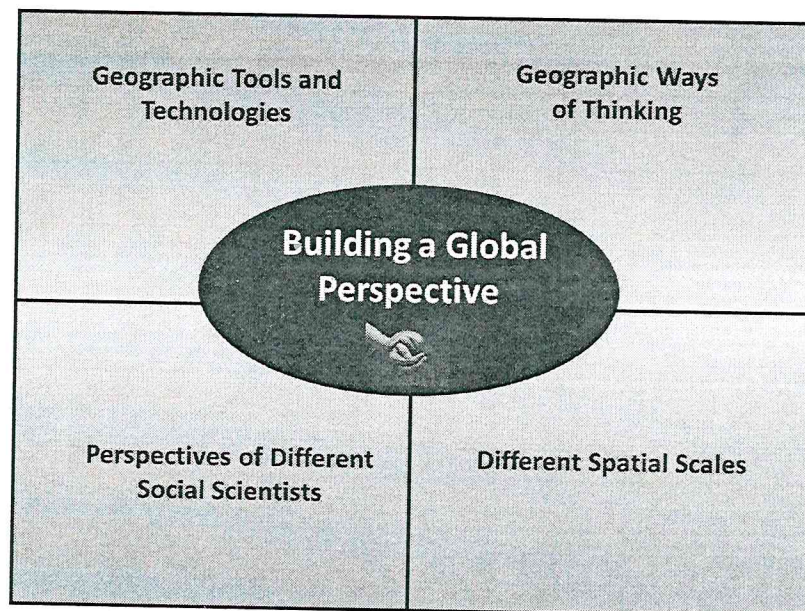 Geographic Tools and
Technologies
Geographic Ways
of Thinking
Building a Global
Perspective
Perspectives of Different
Social Scientists
Different Spatial Scales